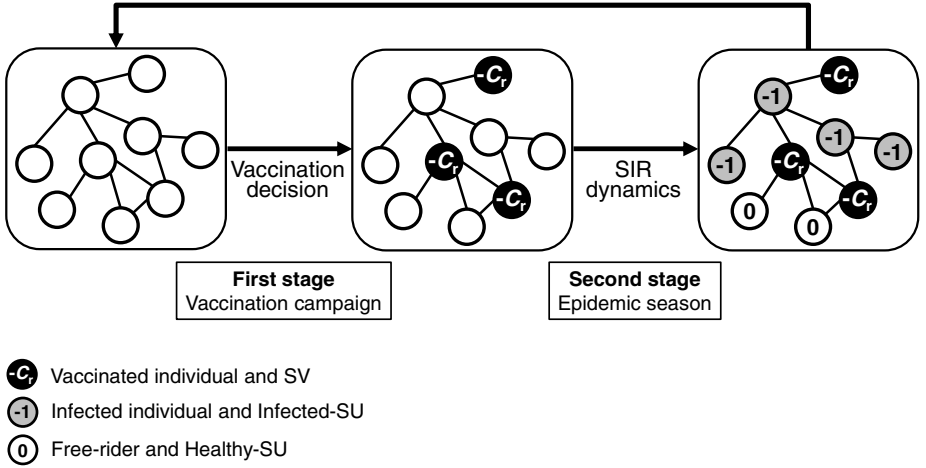 -Cr
-Cr
-1
-1
-Cr
-Cr
-1
-1
-Cr
-Cr
0
0
Vaccination
decision
SIR
dynamics
First stage
Vaccination campaign
Second stage
Epidemic season
-Cr Vaccinated individual and SV
-1 Infected individual and Infected-SU
0 Free-rider and Healthy-SU